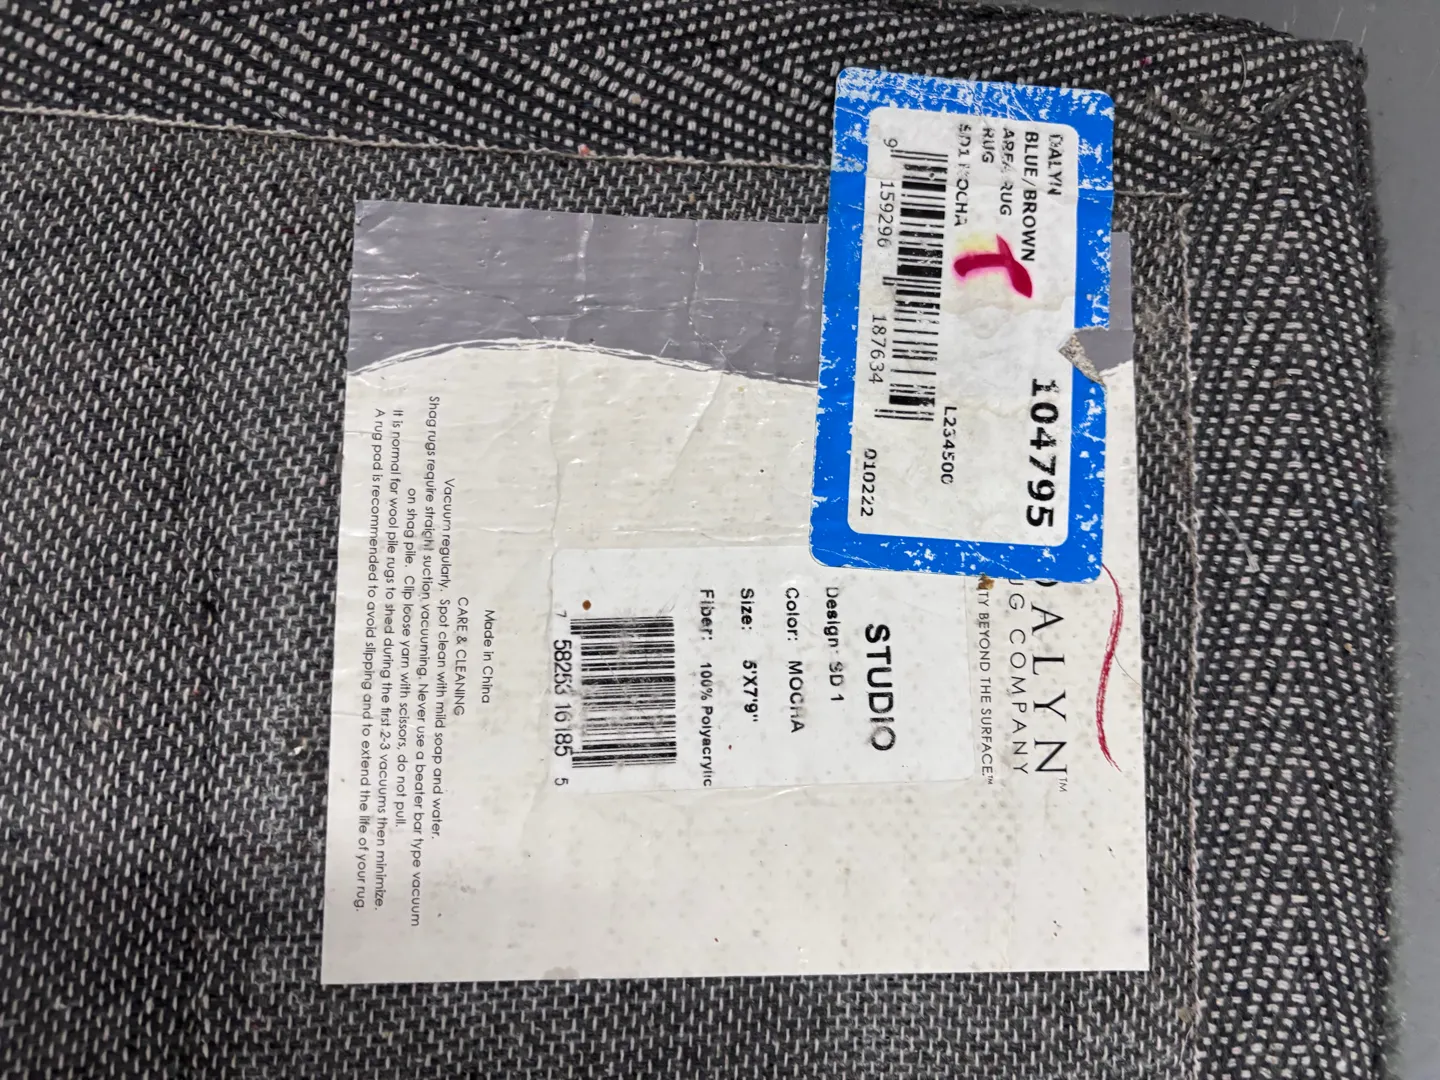 DALYN
BLUE/BROWN
AREA RUG
RUG
SD1 MOCHA
104795
L234500
9 159296 187634
010222
DALYN™
UG COMPANY
TY BEYOND THE SURFACE™
STUDIO
Design: SD 1
Color: MOCHA
Size: 5'X7'9"
Fiber: 100% Polyacrylic
7 58253 16185 5
Made in China
CARE & CLEANING
Vacuum regularly. Spot clean with mild soap and water.
Shag rugs require straight suction vacuuming. Never use a beater bar type vacuum
on shag pile. Clip loose yarn with scissors, do not pull.
It is normal for wool pile rugs to shed during the first 2-3 vacuums then minimize.
A rug pad is recommended to avoid slipping and to extend the life of your rug.